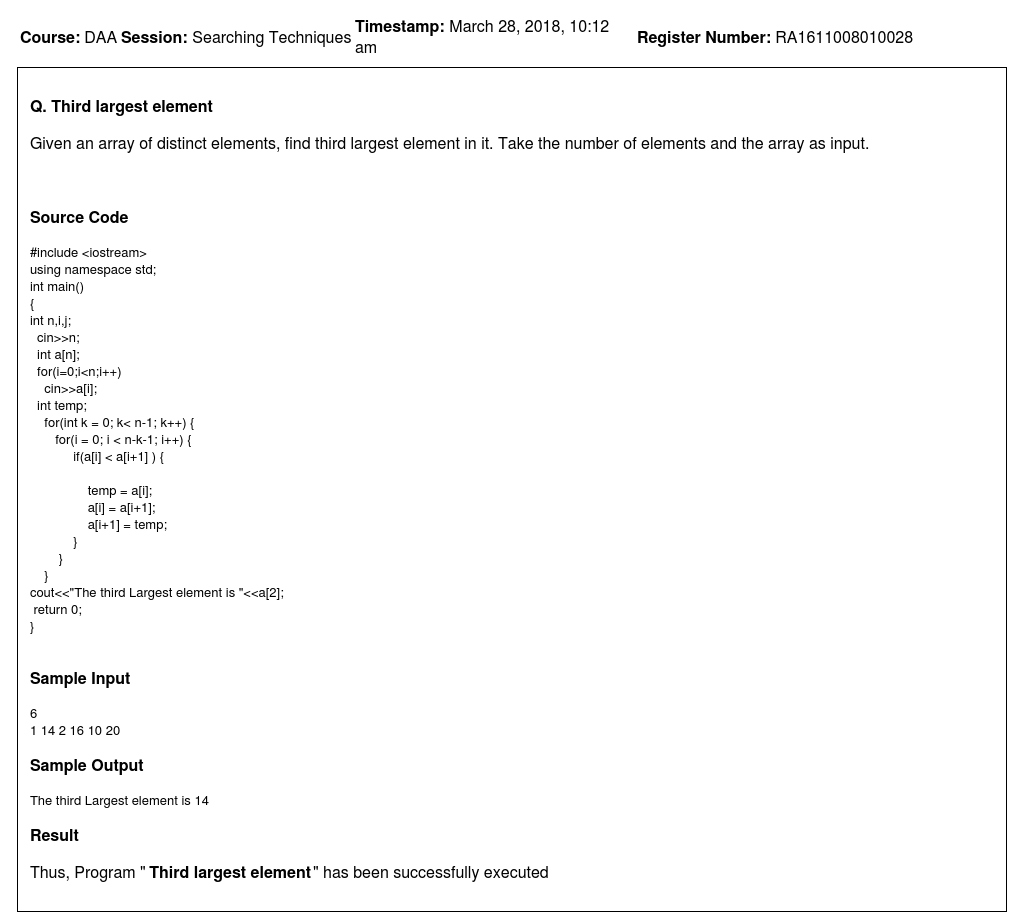 Course: DAA Session: Searching Techniques Timestamp: March 28, 2018, 10:12 am Register Number: RA1611008010028
Q. Third largest element
Given an array of distinct elements, find third largest element in it. Take the number of elements and the array as input.
Source Code
#include <iostream>
using namespace std;
int main()
{
int n,i,j;
cin>>n;
int a[n];
for(i=0;i<n;i++)
cin>>a[i];
int temp;
for(int k = 0; k< n-1; k++) {
for(i = 0; i < n-k-1; i++) {
if(a[i] < a[i+1] ) {
temp = a[i];
a[i] = a[i+1];
a[i+1] = temp;
}
}
}
cout<<"The third Largest element is "<<a[2];
return 0;
}
Sample Input
6
1 14 2 16 10 20
Sample Output
The third Largest element is 14
Result
Thus, Program " Third largest element" has been successfully executed